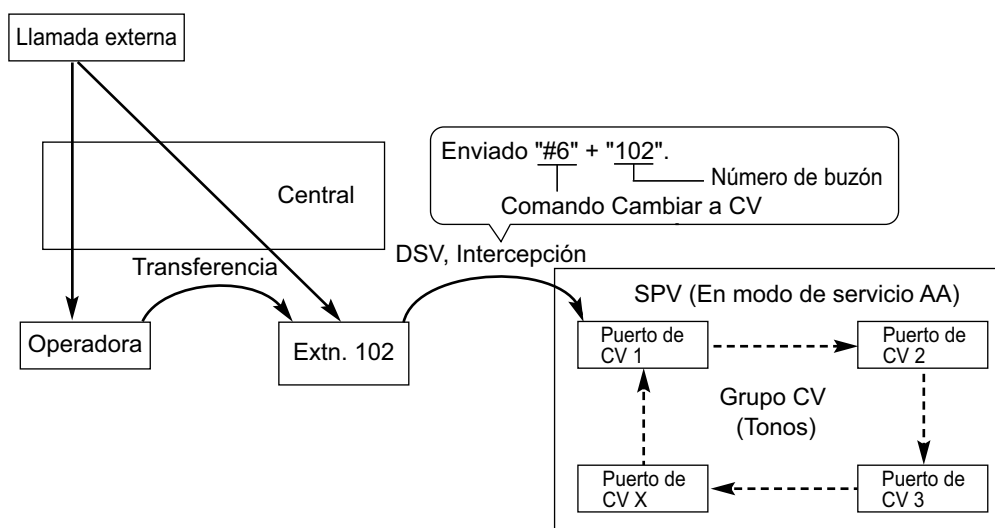 Llamada externa
Enviado "#6" + "102".
Número de buzón
Comando Cambiar a CV
Central
DSV, Intercepción
Transferencia
SPV (En modo de servicio AA)
Operadora
Extn. 102
Puerto de
CV 1
Puerto de
CV 2
Grupo CV
(Tonos)
Puerto de
CV X
Puerto de
CV 3